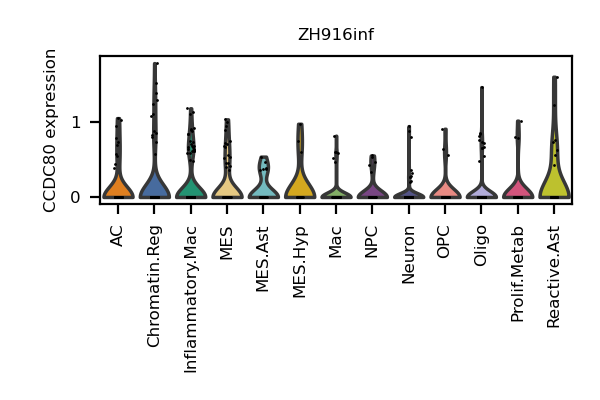 ZH916inf
CCDC80 expression
1
0
AC
Chromatin.Reg
Inflammatory.Mac
MES
MES.Ast
MES.Hyp
Mac
NPC
Neuron
OPC
Oligo
Prolif.Metab
Reactive.Ast